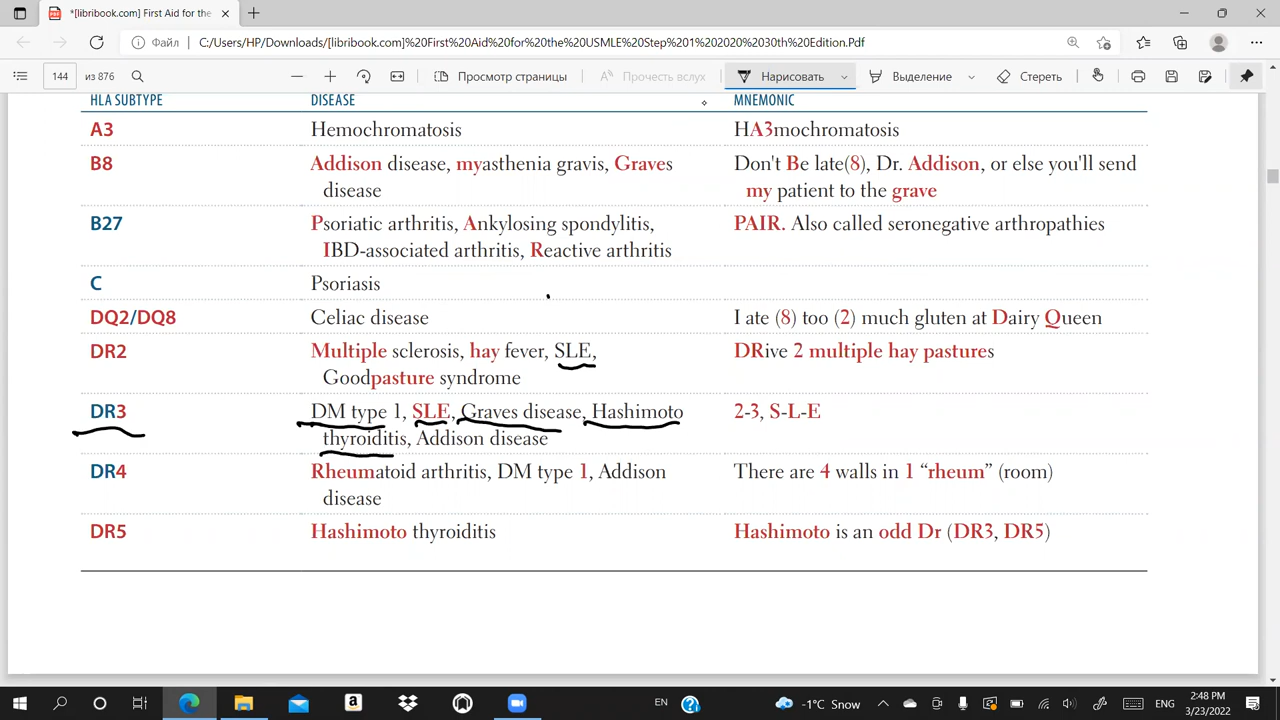 *[libribook.com] First Aid for the
Файл
C:/Users/HP/Downloads/[libribook.com]%20First%20Aid%20for%20the%20USMLE%20Step%201%202020%2030th%20Edition.Pdf
144 из 876
Просмотр страницы
Прочесть вслух
Нарисовать
Выделение
Стереть
HLA SUBTYPE DISEASE MNEMONIC
A3 Hemochromatosis HA3mochromatosis
B8 Addison disease, myasthenia gravis, Graves Don't Be late(8), Dr. Addison, or else you'll send
disease my patient to the grave
B27 Psoriatic arthritis, Ankylosing spondylitis, PAIR. Also called seronegative arthropathies
IBD-associated arthritis, Reactive arthritis
C Psoriasis
DQ2/DQ8 Celiac disease I ate (8) too (2) much gluten at Dairy Queen
DR2 Multiple sclerosis, hay fever, SLE, DRive 2 multiple hay pastures
Goodpasture syndrome
DR3 DM type 1, SLE, Graves disease, Hashimoto 2-3, S-L-E
thyroiditis, Addison disease
DR4 Rheumatoid arthritis, DM type 1, Addison There are 4 walls in 1 “rheum” (room)
disease
DR5 Hashimoto thyroiditis Hashimoto is an odd Dr (DR3, DR5)
EN
-1°C Snow
ENG
2:48 PM
3/23/2022